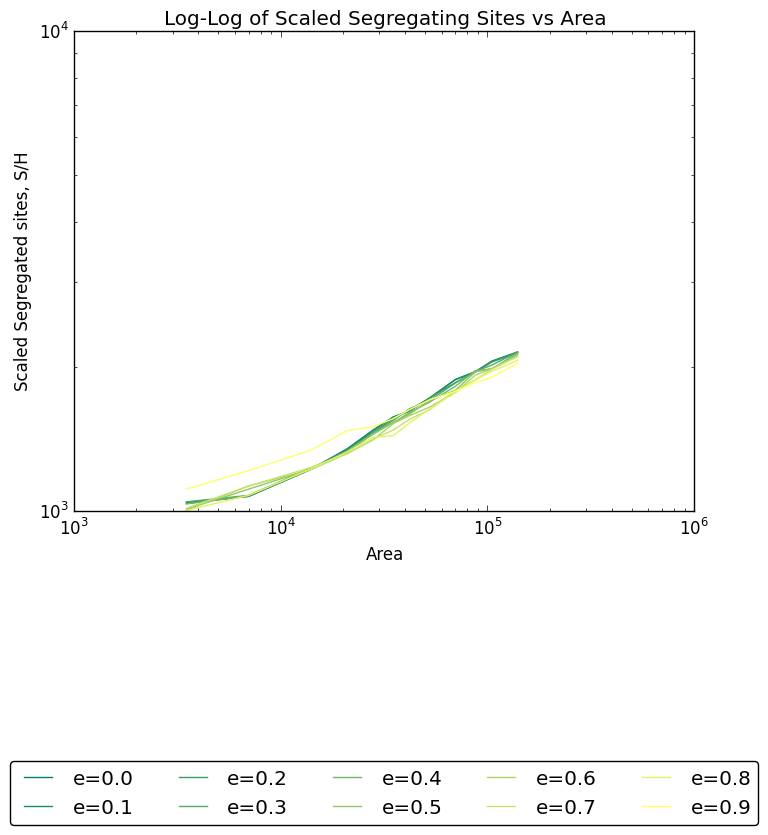 Log-Log of Scaled Segregating Sites vs Area
10^4
Scaled Segregated sites, S/H
10^3
10^3 10^4 10^5 10^6
Area
e=0.0 e=0.2 e=0.4 e=0.6 e=0.8
e=0.1 e=0.3 e=0.5 e=0.7 e=0.9